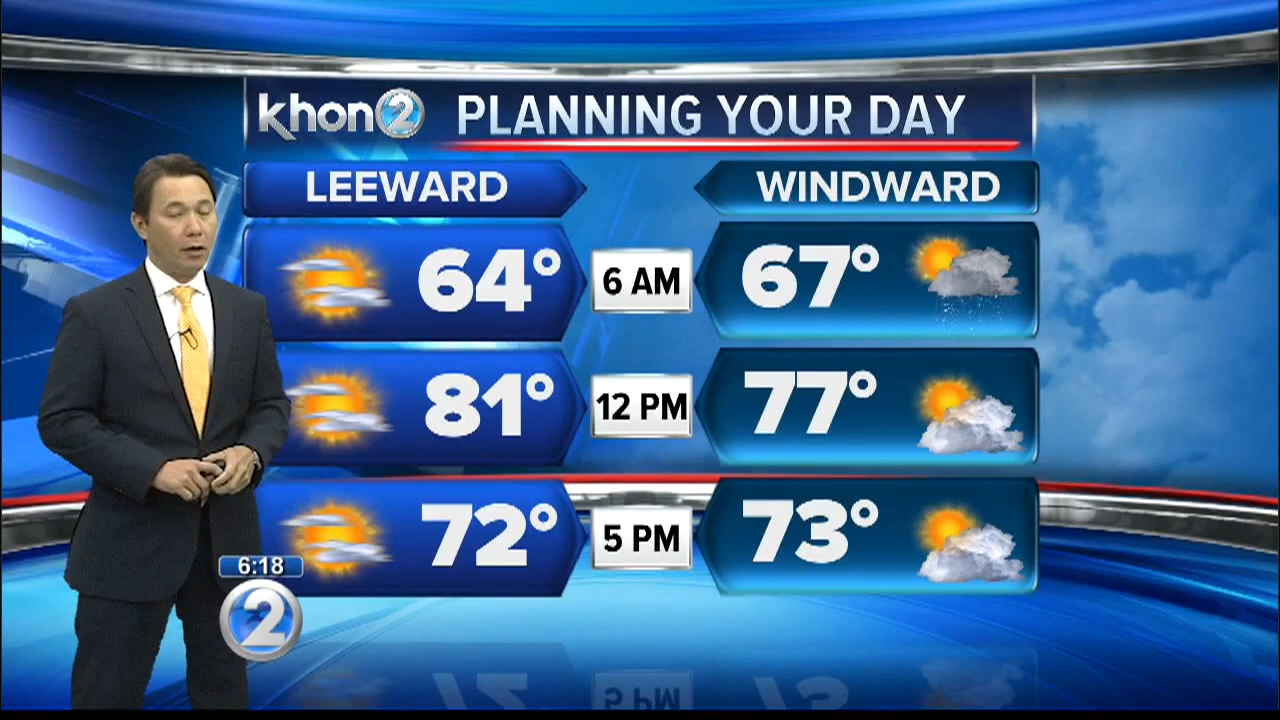 khon2 PLANNING YOUR DAY
LEEWARD WINDWARD
64° 6 AM 67°
81° 12 PM 77°
72° 5 PM 73°
6:18
2